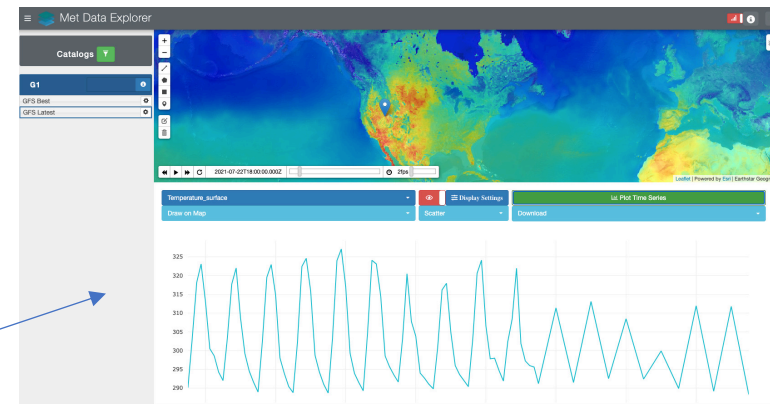 Met Data Explorer
Catalogs
G1
GFS Best
GFS Latest
+
−
2021-07-22T18:00:00.000Z
2fps
Leaflet | Powered by Esri | Earthstar Geogr
Temperature_surface
Display Settings
Plot Time Series
Draw on Map
Scatter
Download
325
320
315
310
305
300
295
290